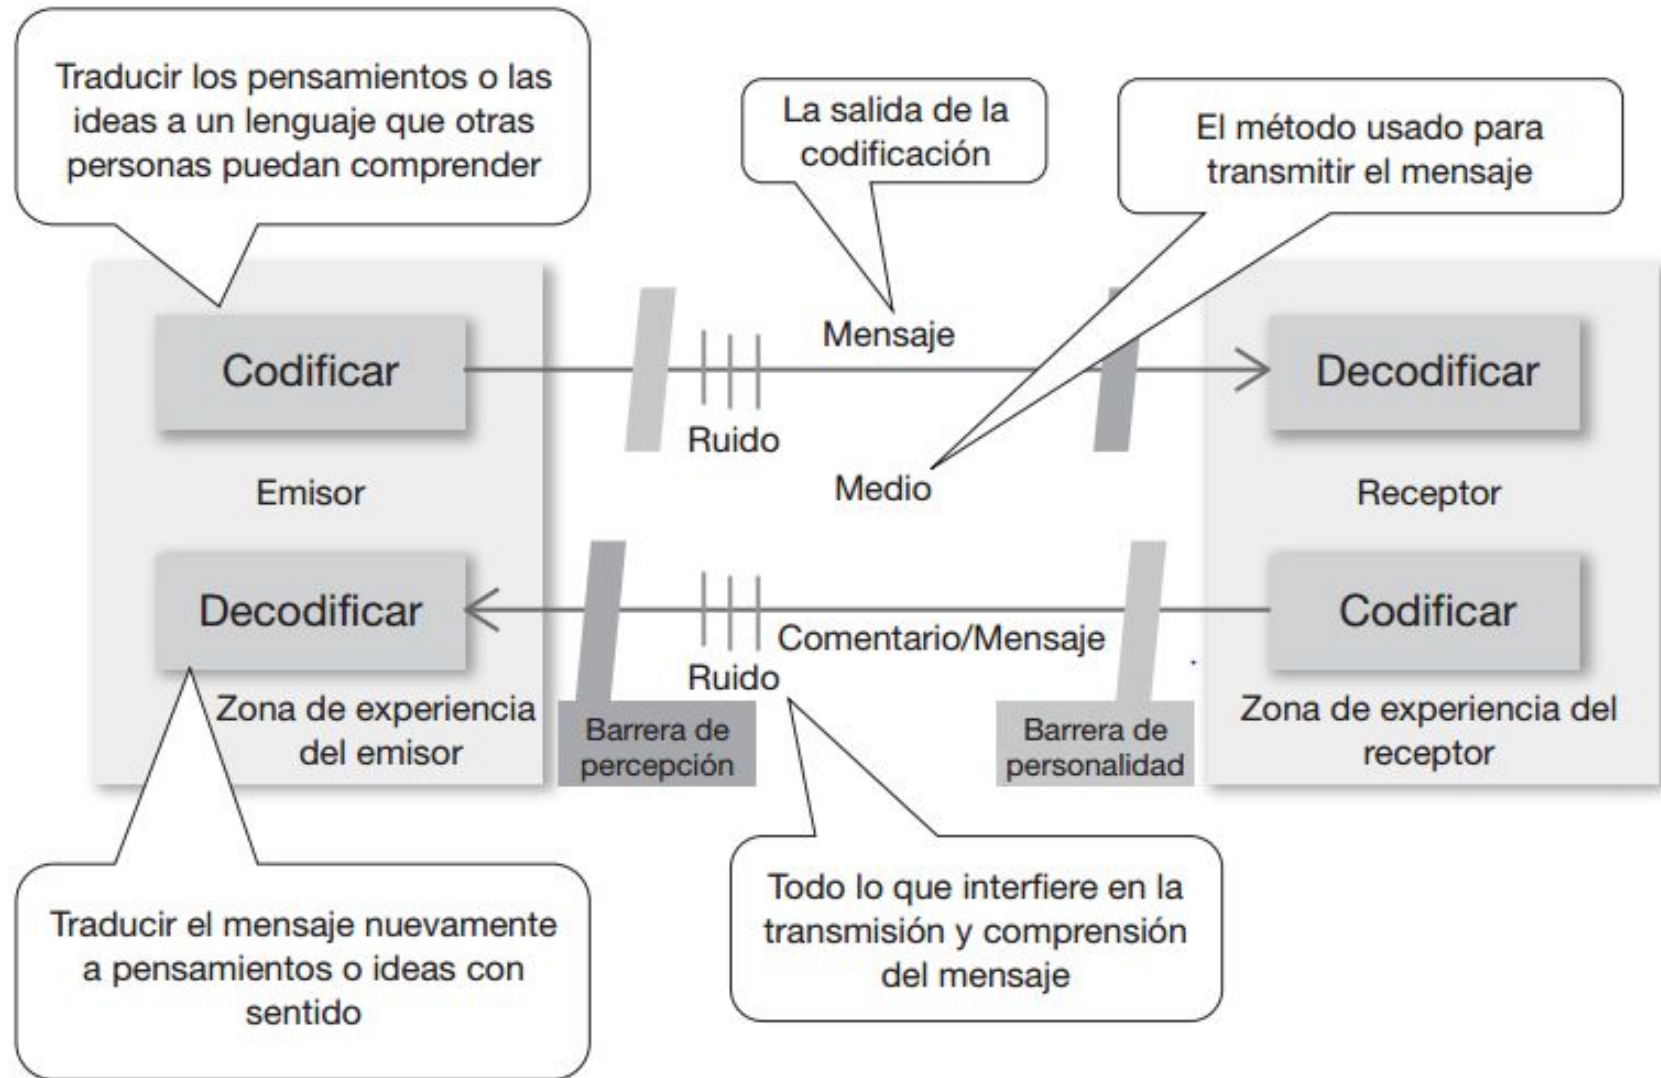 Traducir los pensamientos o las
ideas a un lenguaje que otras
personas puedan comprender
La salida de la
codificación
El método usado para
transmitir el mensaje
Codificar
Mensaje
Decodificar
Ruido
Emisor
Medio
Receptor
Decodificar
Comentario/Mensaje
Codificar
Ruido
Zona de experiencia
del emisor
Barrera de
percepción
Barrera de
personalidad
Zona de experiencia del
receptor
Traducir el mensaje nuevamente
a pensamientos o ideas con
sentido
Todo lo que interfiere en la
transmisión y comprensión
del mensaje